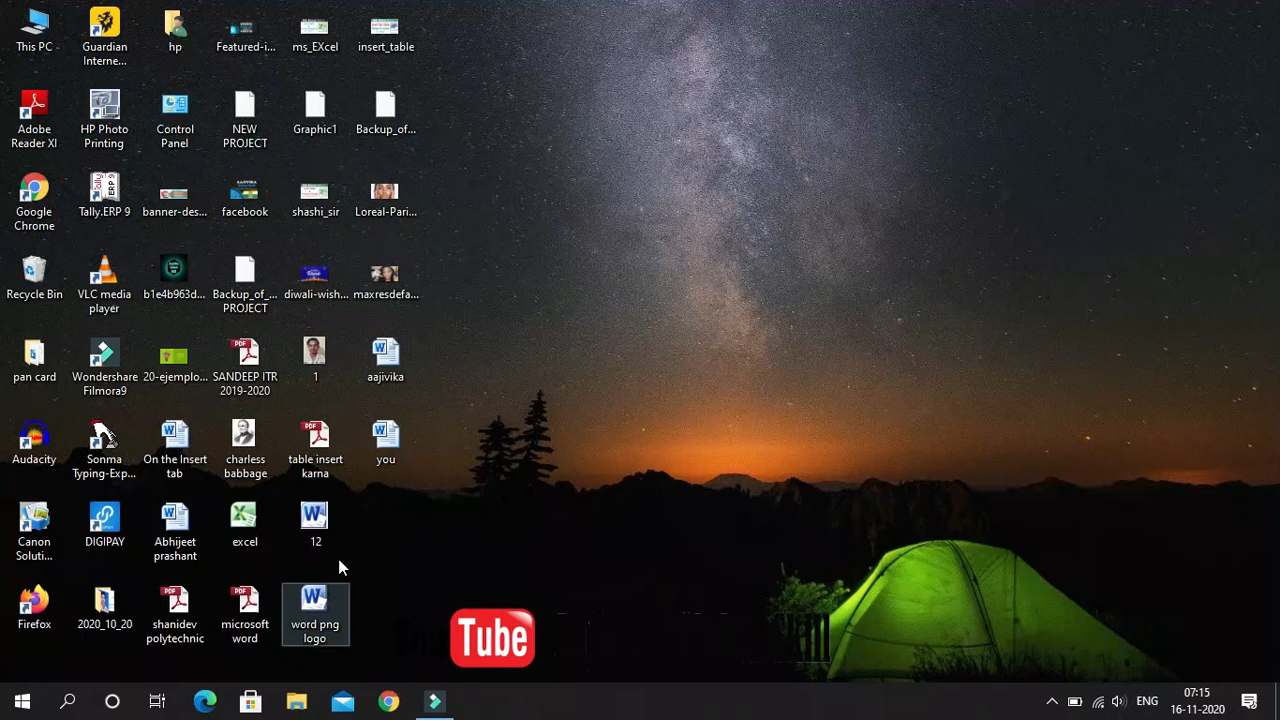 This PC
Guardian
Interne...
hp
Featured-i...
ms_EXcel
insert_table
Adobe
Reader XI
HP Photo
Printing
Control
Panel
NEW
PROJECT
Graphic1
Backup_of...
Google
Chrome
Tally.ERP 9
banner-des...
facebook
shashi_sir
Loreal-Pari...
Recycle Bin
VLC media
player
b1e4b963d...
Backup_of_...
PROJECT
diwali-wish...
maxresdefa...
pan card
Wondershare
Filmora9
20-ejemplo...
SANDEEP ITR
2019-2020
1
aajivika
Audacity
Sonma
Typing-Exp...
On the Insert
tab
charless
babbage
table insert
karna
you
Canon
Soluti...
DIGIPAY
Abhijeet
prashant
excel
12
Firefox
2020_10_20
shanidev
polytechnic
microsoft
word
word png
logo
You Tube
ENG
07:15
16-11-2020